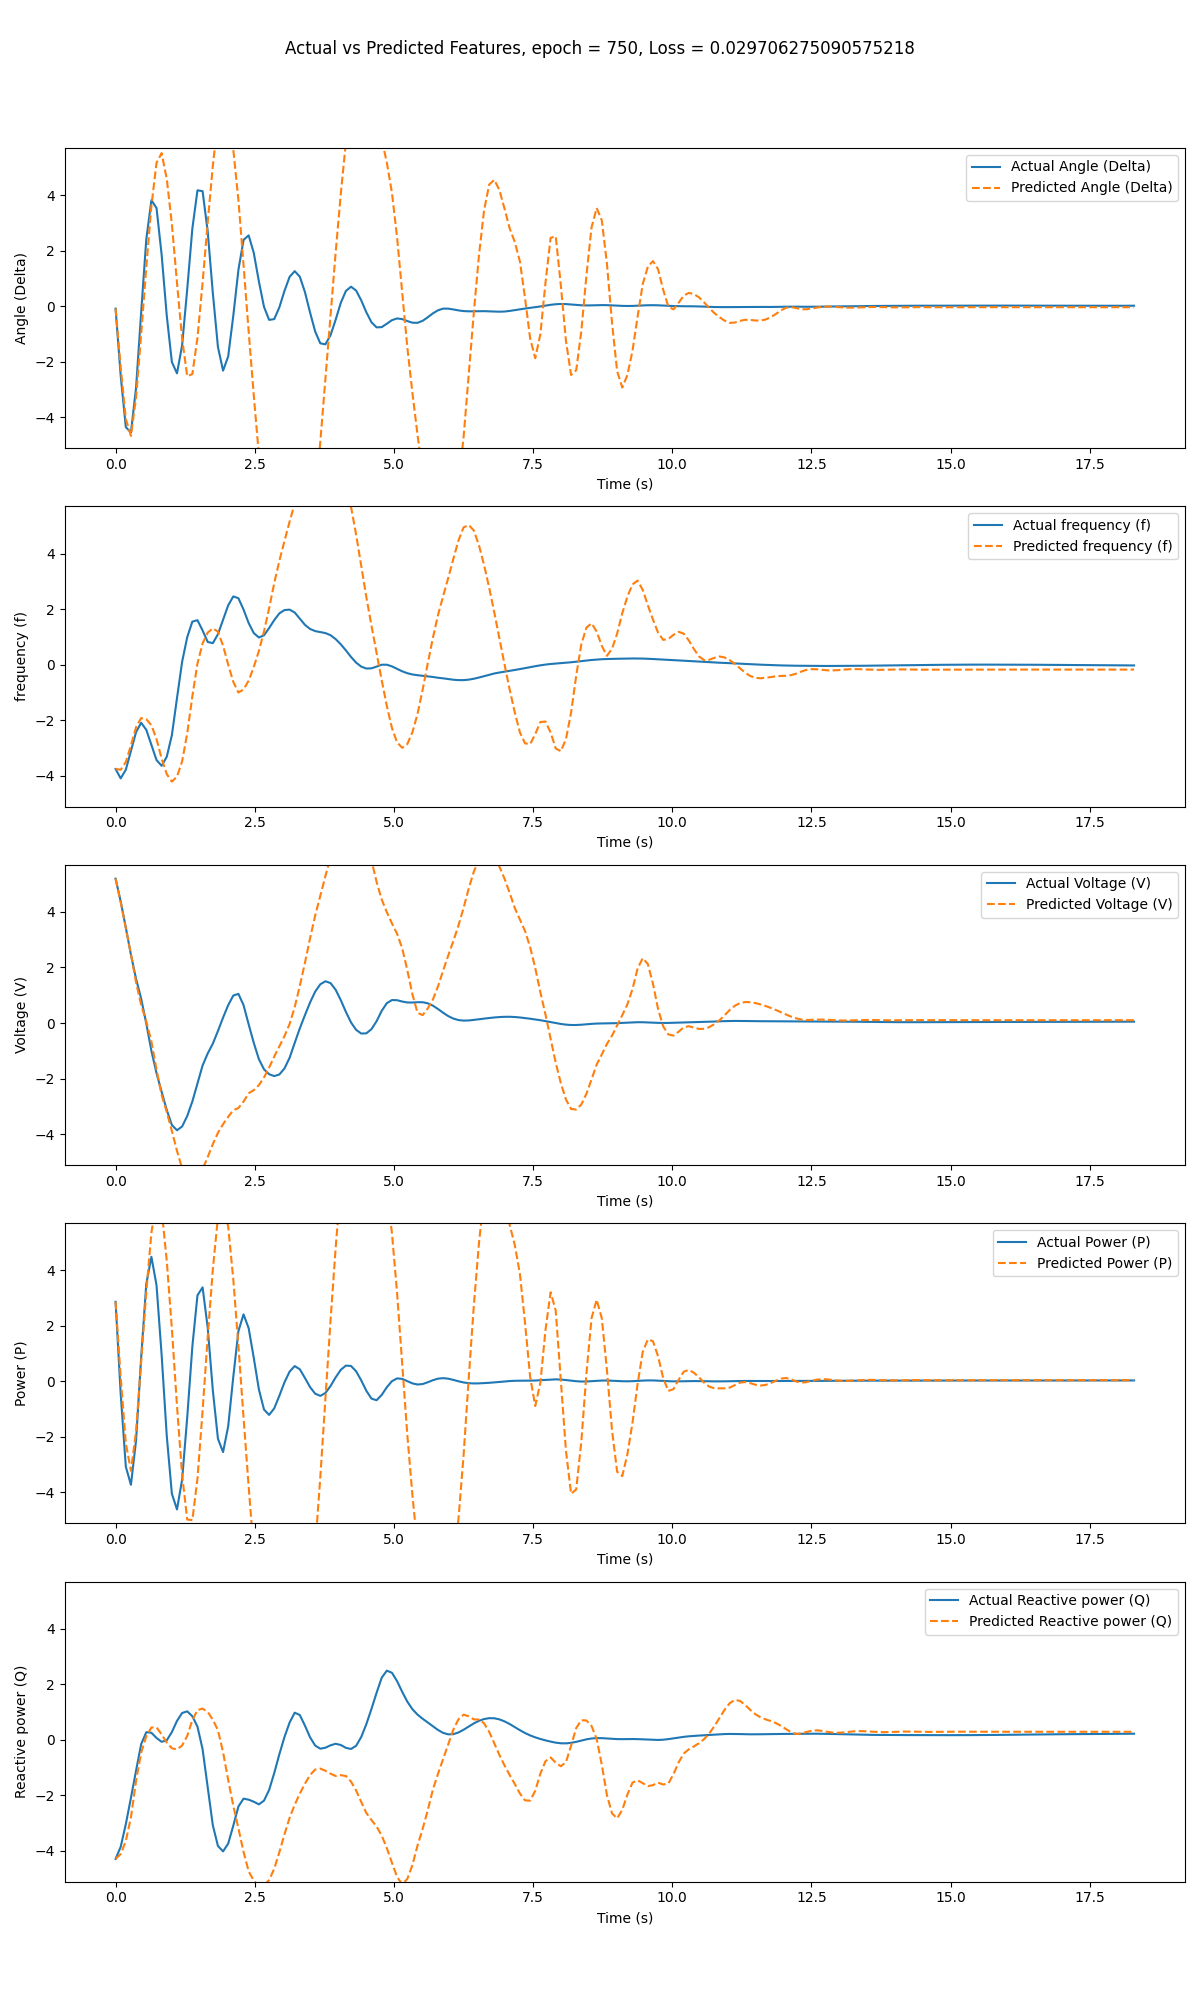 Actual vs Predicted Features, epoch = 750, Loss = 0.029706275090575218
Actual Angle (Delta)
Predicted Angle (Delta)
Angle (Delta)
4
2
0
−2
−4
0.0 2.5 5.0 7.5 10.0 12.5 15.0 17.5
Time (s)
Actual frequency (f)
Predicted frequency (f)
frequency (f)
4
2
0
−2
−4
0.0 2.5 5.0 7.5 10.0 12.5 15.0 17.5
Time (s)
Actual Voltage (V)
Predicted Voltage (V)
Voltage (V)
4
2
0
−2
−4
0.0 2.5 5.0 7.5 10.0 12.5 15.0 17.5
Time (s)
Actual Power (P)
Predicted Power (P)
Power (P)
4
2
0
−2
−4
0.0 2.5 5.0 7.5 10.0 12.5 15.0 17.5
Time (s)
Actual Reactive power (Q)
Predicted Reactive power (Q)
Reactive power (Q)
4
2
0
−2
−4
0.0 2.5 5.0 7.5 10.0 12.5 15.0 17.5
Time (s)